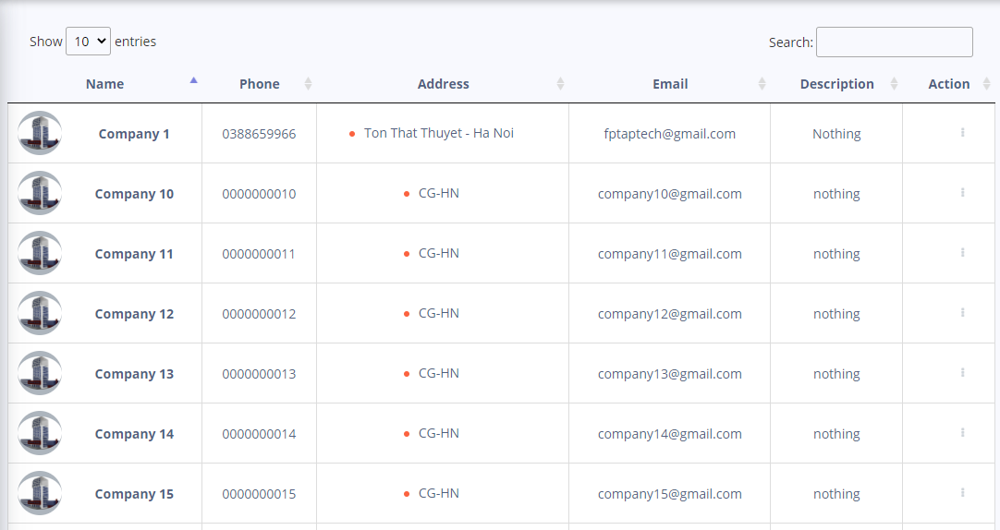 Show 10 entries Search:
Name Phone Address Email Description Action
Company 1 0388659966 Ton That Thuyet - Ha Noi fptaptech@gmail.com Nothing
Company 10 0000000010 CG-HN company10@gmail.com nothing
Company 11 0000000011 CG-HN company11@gmail.com nothing
Company 12 0000000012 CG-HN company12@gmail.com nothing
Company 13 0000000013 CG-HN company13@gmail.com nothing
Company 14 0000000014 CG-HN company14@gmail.com nothing
Company 15 0000000015 CG-HN company15@gmail.com nothing